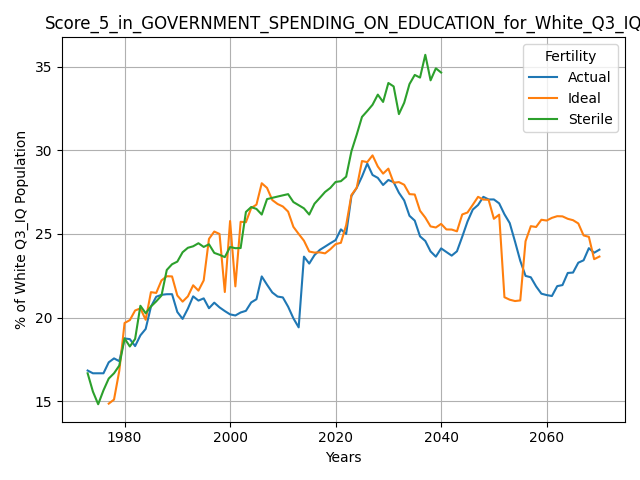 Score_5_in_GOVERNMENT_SPENDING_ON_EDUCATION_for_White_Q3_IQ
Fertility
Actual
Ideal
Sterile
% of White Q3_IQ Population
35
30
25
20
15
1980
2000
2020
2040
2060
Years